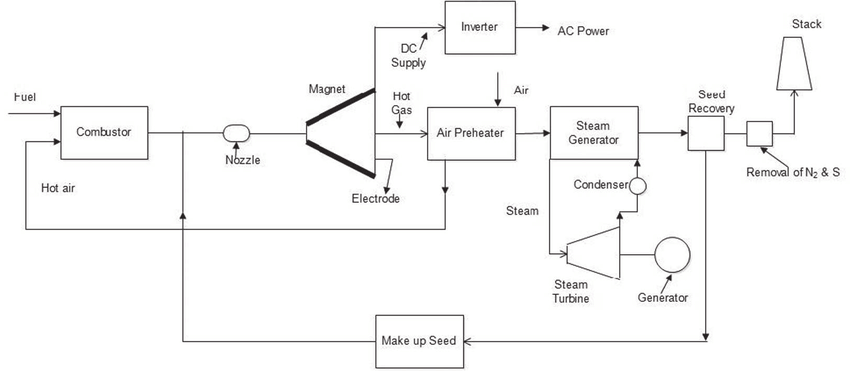 Stack
Inverter
AC Power
DC
Supply
Magnet
Hot
Gas
Air
Seed
Recovery
Fuel
Combustor
Nozzle
Air Preheater
Steam
Generator
Removal of N2 & S
Hot air
Electrode
Condenser
Steam
Steam
Turbine
Generator
Make up Seed